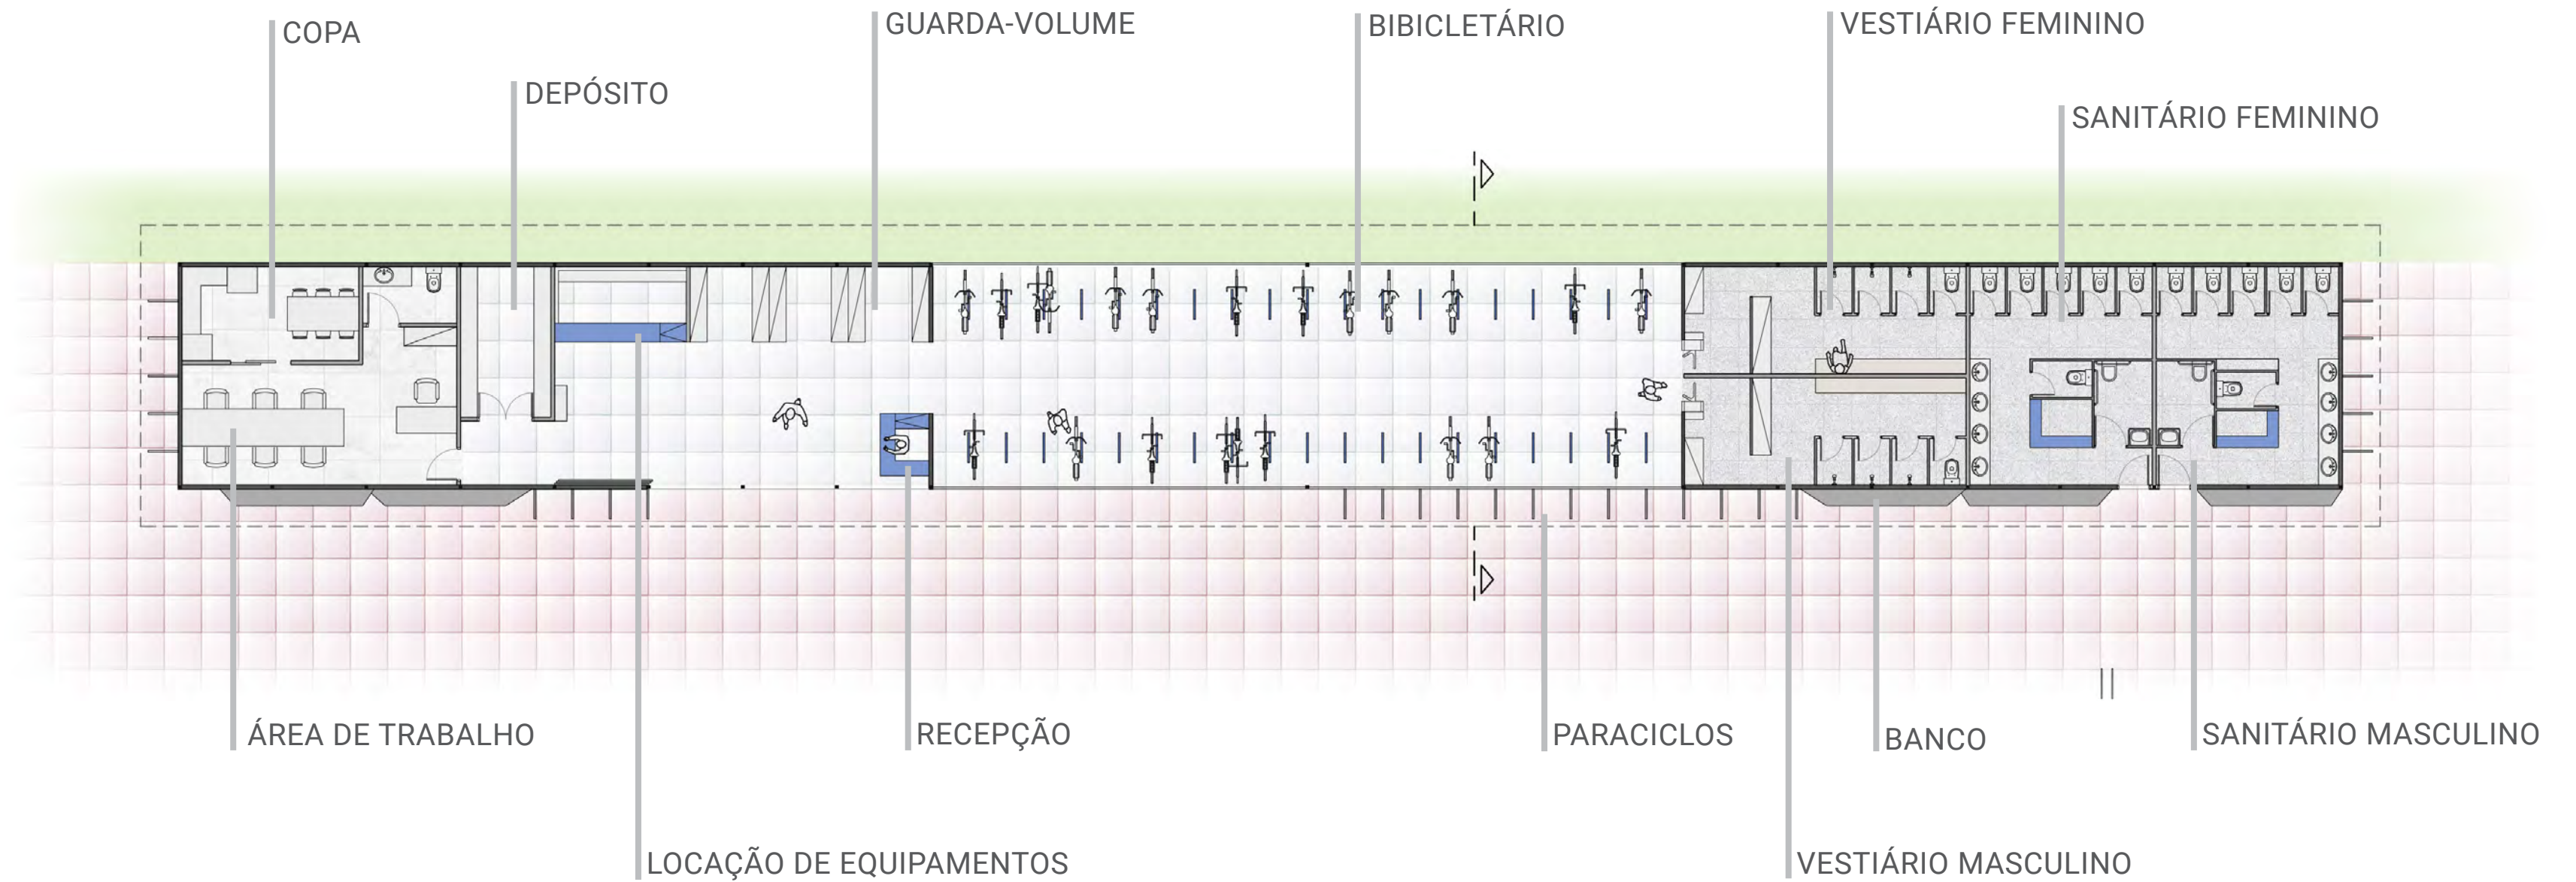 COPA
GUARDA-VOLUME
BIBICLETÁRIO
VESTIÁRIO FEMININO
DEPÓSITO
SANITÁRIO FEMININO
ÁREA DE TRABALHO
RECEPÇÃO
PARACICLOS
BANCO
SANITÁRIO MASCULINO
LOCAÇÃO DE EQUIPAMENTOS
VESTIÁRIO MASCULINO